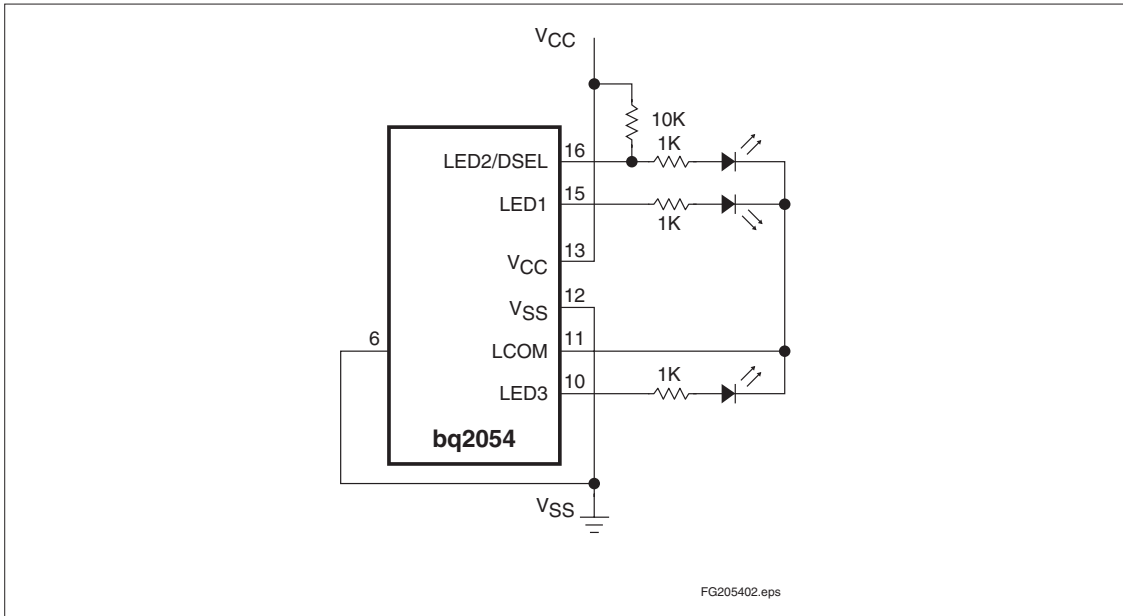 VCC
10K
1K
LED2/DSEL 16
LED1 15
1K
VCC 13
VSS 12
6
LCOM 11
1K
LED3 10
bq2054
VSS
FG205402.eps